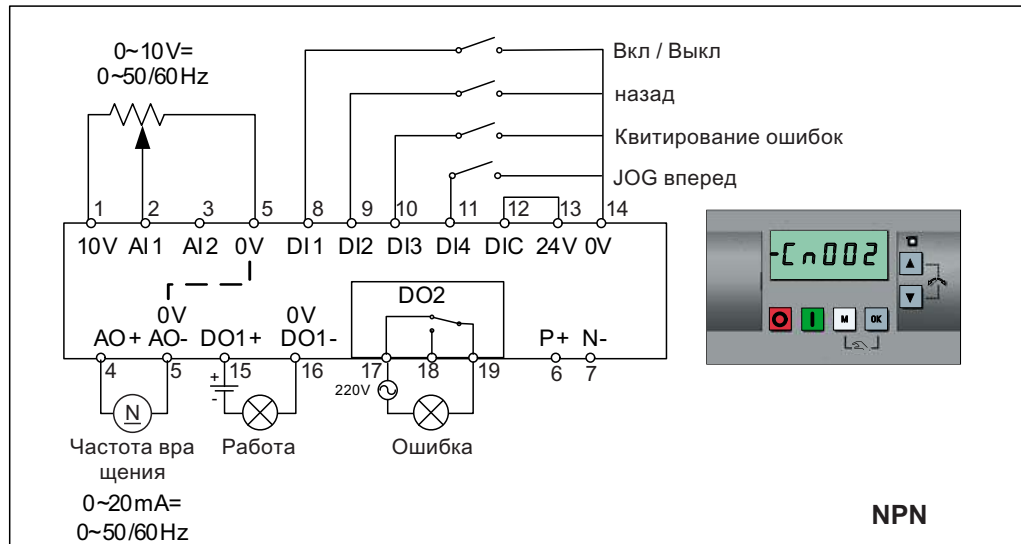 0~10V=
0~50/60Hz
Вкл / Выкл
назад
Квитирование ошибок
JOG вперед
1 2 3 5 8 9 10 11 12 13 14
10V AI1 AI2 0V DI1 DI2 DI3 DI4 DIC 24V 0V
-Cn002
M OK
DO2
0V 0V
AO+ AO- DO1+ DO1- P+ N-
4 5 15 16 17 18 19 6 7
+
-
220V
N
Частота вра
щения
Работа
Ошибка
0~20mA=
0~50/60Hz
NPN